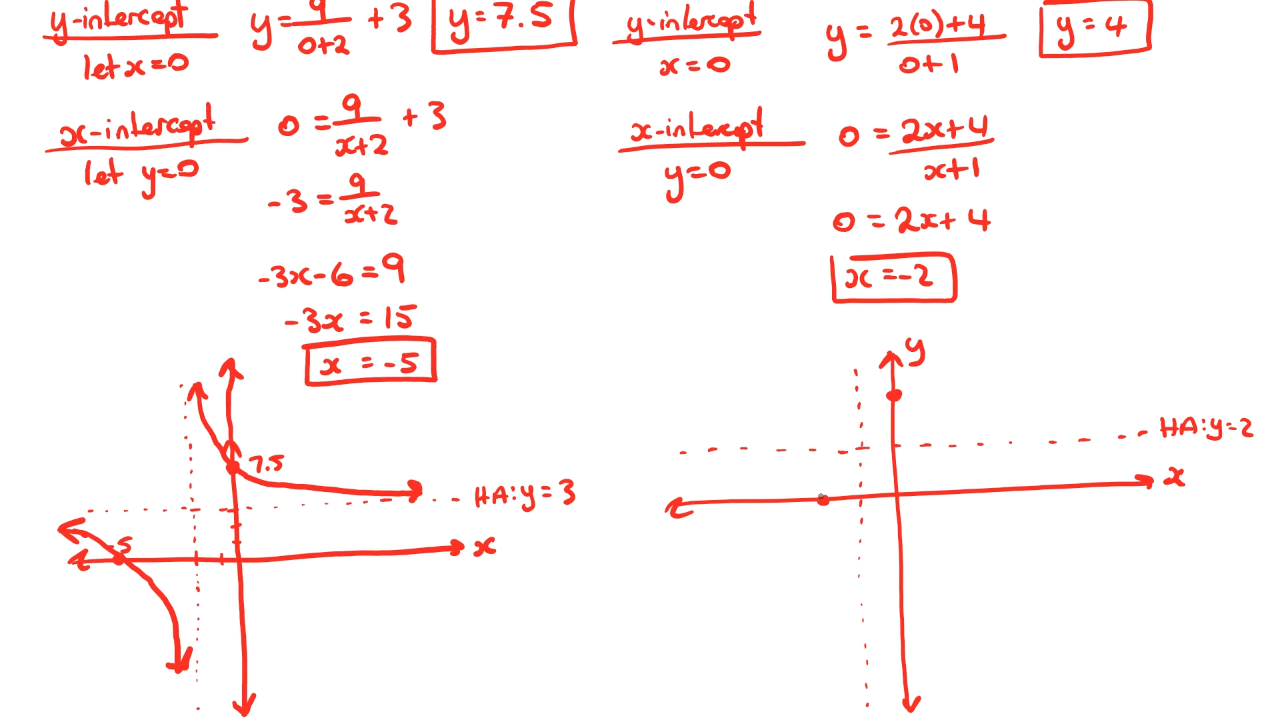 y-intercept
let x=0
y = 9/(0+2) + 3
y = 7.5
x-intercept
let y=0
0 = 9/(x+2) + 3
-3 = 9/(x+2)
-3x-6 = 9
-3x = 15
x = -5
7.5
HA: y = 3
-5
x
y-intercept
x=0
y = (2(0)+4)/(0+1)
y = 4
x-intercept
y=0
0 = (2x+4)/(x+1)
0 = 2x+4
x = -2
y
HA: y=2
x